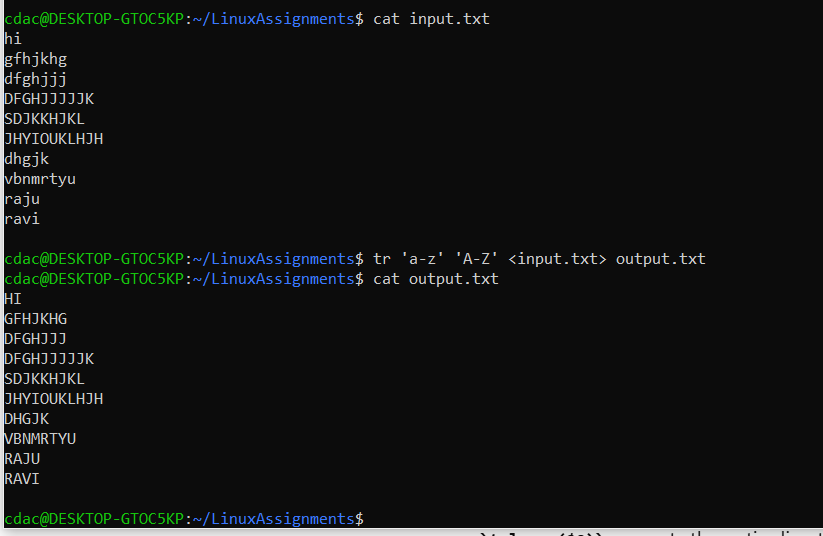 cdac@DESKTOP-GTOC5KP:~/LinuxAssignments$ cat input.txt
hi
gfhjkhg
dfghjjj
DFGHJJJJJK
SDJKKHJKL
JHYIOUKLHJH
dhgjk
vbnmrtyu
raju
ravi
cdac@DESKTOP-GTOC5KP:~/LinuxAssignments$ tr 'a-z' 'A-Z' <input.txt> output.txt
cdac@DESKTOP-GTOC5KP:~/LinuxAssignments$ cat output.txt
HI
GFHJKHG
DFGHJJJ
DFGHJJJJJK
SDJKKHJKL
JHYIOUKLHJH
DHGJK
VBNMRTYU
RAJU
RAVI
cdac@DESKTOP-GTOC5KP:~/LinuxAssignments$